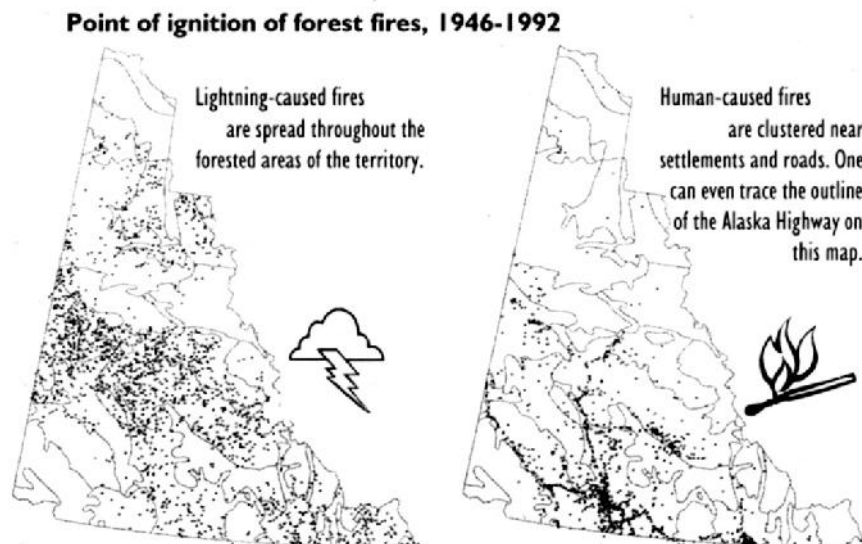 Point of ignition of forest fires, 1946-1992
Lightning-caused fires
are spread throughout the
forested areas of the territory.
Human-caused fires
are clustered near
settlements and roads. One
can even trace the outline
of the Alaska Highway on
this map.